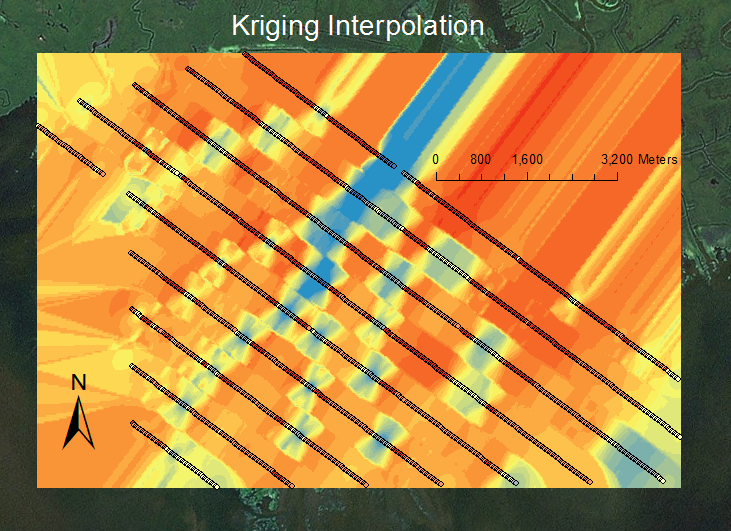 Kriging Interpolation
0 800 1,600 3,200 Meters
N